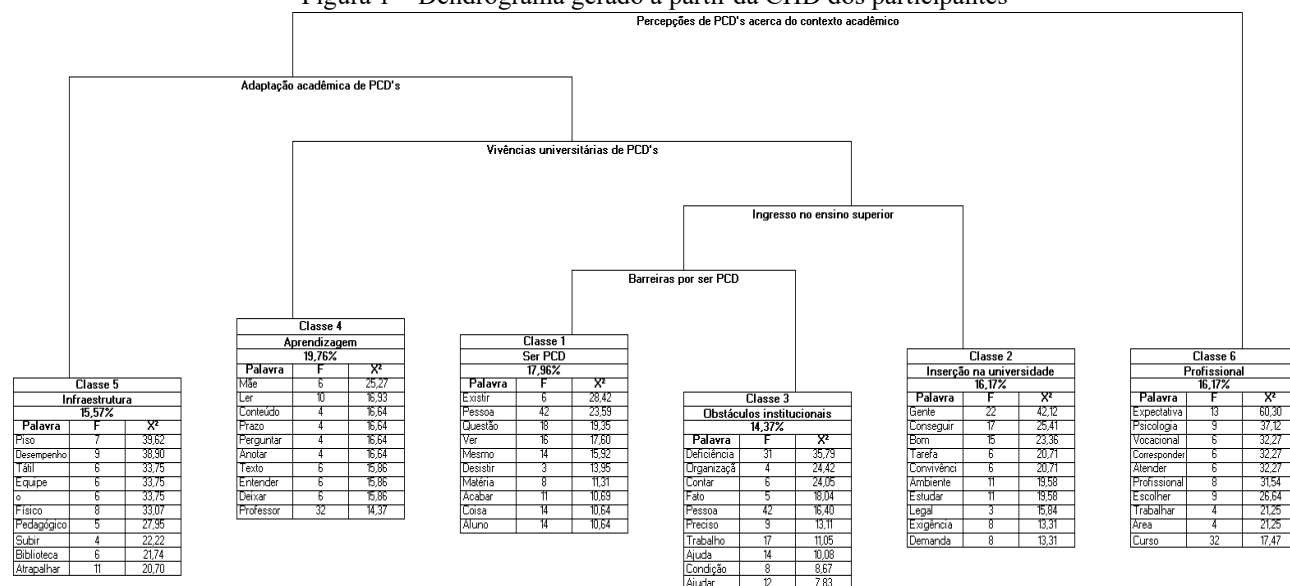 Figura 1 – Dendrograma gerado a partir da CHD dos participantes
Percepções de PCD's acerca do contexto acadêmico
Adaptação acadêmica de PCD's
Vivências universitárias de PCD's
Ingresso no ensino superior
Barreiras por ser PCD
Classe 5
Infraestrutura
15,57%
Palavra F X²
Piso 7 39,62
Desempenho 9 38,90
Tátil 6 33,75
Equipe 6 33,75
o 6 33,75
Físico 8 33,07
Pedagógico 5 27,95
Subir 4 22,22
Biblioteca 6 21,74
Atrapalhar 11 20,70
Classe 4
Aprendizagem
19,76%
Palavra F X²
Mãe 6 25,27
Ler 10 16,93
Conteúdo 4 16,64
Prazo 4 16,64
Perguntar 4 16,64
Anotar 4 16,64
Texto 6 15,86
Entender 6 15,86
Deixar 6 15,86
Professor 32 14,37
Classe 1
Ser PCD
17,96%
Palavra F X²
Existir 6 28,42
Pessoa 42 23,59
Questão 18 19,35
Ver 16 17,60
Mesmo 14 15,92
Desistir 3 13,95
Matéria 8 11,31
Acabar 11 10,69
Coisa 14 10,64
Aluno 14 10,64
Classe 3
Obstáculos institucionais
14,37%
Palavra F X²
Deficiência 31 35,79
Organizaçã 4 24,42
Contar 6 24,05
Fato 5 18,04
Pessoa 42 16,40
Preciso 9 13,11
Trabalho 17 11,05
Ajuda 14 10,08
Condição 8 8,67
Ajudar 12 7,83
Classe 2
Inserção na universidade
16,17%
Palavra F X²
Gente 22 42,12
Conseguir 17 25,41
Bom 15 23,36
Tarefa 6 20,71
Convivênci 6 20,71
Ambiente 11 19,58
Estudar 11 19,58
Legal 3 15,84
Exigência 8 13,31
Demanda 8 13,31
Classe 6
Profissional
16,17%
Palavra F X²
Expectativa 13 60,30
Psicologia 9 37,12
Vocacional 6 32,27
Corresponder 6 32,27
Atender 6 32,27
Profissional 8 31,54
Escolher 9 26,64
Trabalhar 4 21,25
Área 4 21,25
Curso 32 17,47